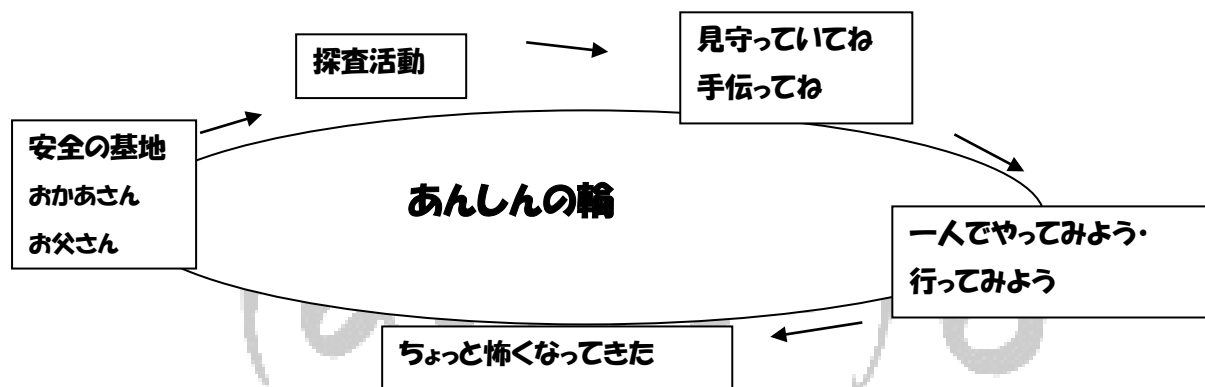 探査活動
見守っていてね
手伝ってね
安全の基地
おかあさん
お父さん
あんしんの輪
一人でやってみよう・
行ってみよう
ちょっと怖くなってきた